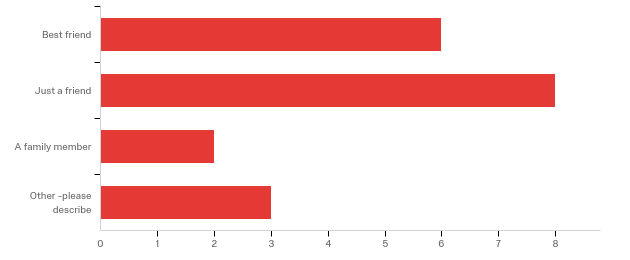 Best friend
Just a friend
A family member
Other -please
describe
0 1 2 3 4 5 6 7 8